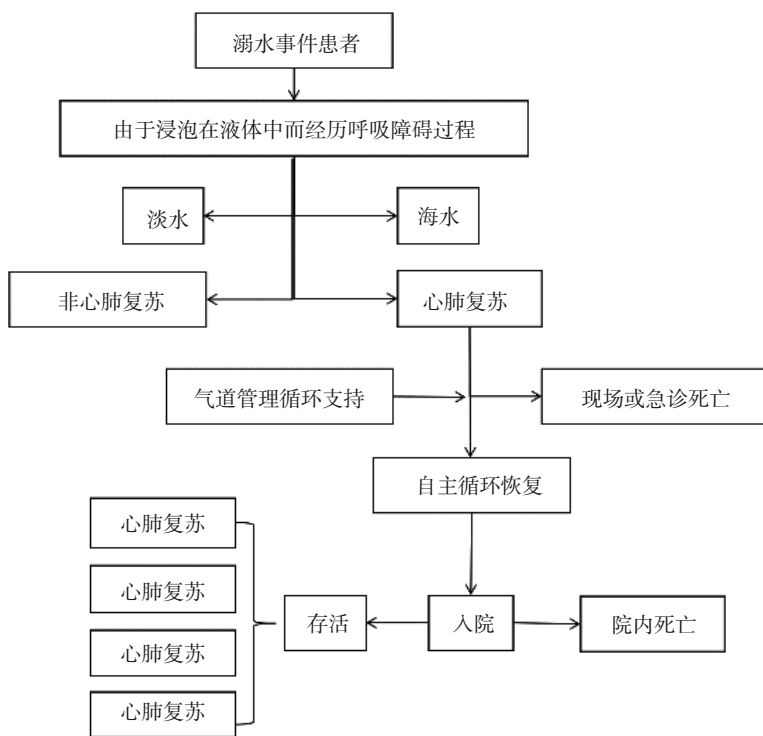 溺水事件患者
由于浸泡在液体中而经历呼吸障碍过程
淡水
海水
非心肺复苏
心肺复苏
气道管理循环支持
现场或急诊死亡
自主循环恢复
心肺复苏
心肺复苏
心肺复苏
心肺复苏
存活
入院
院内死亡